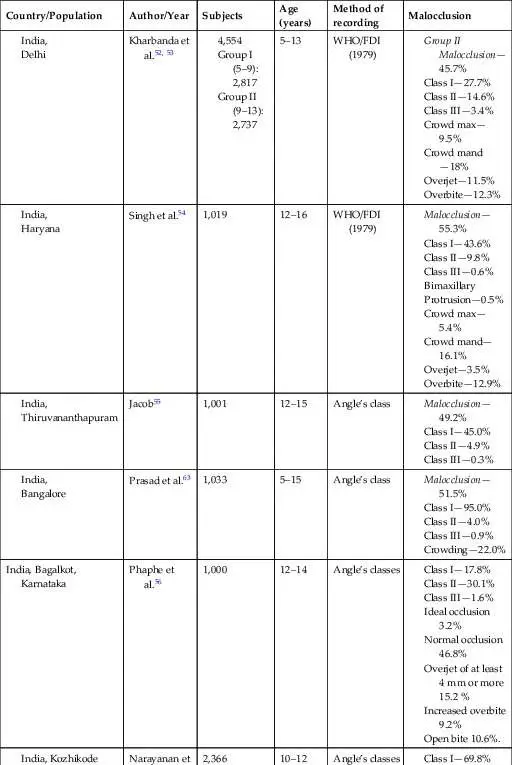 Country/Population Author/Year Subjects Age (years) Method of recording Malocclusion
India, Delhi
Kharbanda et al.52, 53
4,554
Group I
(5–9):
2,817
Group II
(9–13):
2,737
5–13
WHO/FDI
(1979)
Group II
Malocclusion—
45.7%
Class I—27.7%
Class II—14.6%
Class III—3.4%
Crowd max—
9.5%
Crowd mand
—18%
Overjet—11.5%
Overbite—12.3%
India,
Haryana
Singh et al.54
1,019
12–16
WHO/FDI
(1979)
Malocclusion—
55.3%
Class I—43.6%
Class II—9.8%
Class III—0.6%
Bimaxillary
Protrusion—0.5%
Crowd max—
5.4%
Crowd mand—
16.1%
Overjet—3.5%
Overbite—12.9%
India,
Thiruvananthapuram
Jacob55
1,001
12–15
Angle's class
Malocclusion—
49.2%
Class I—45.0%
Class II—4.9%
Class III—0.3%
India,
Bangalore
Prasad et al.63
1,033
5–15
Angle's class
Malocclusion—
51.5%
Class I—95.0%
Class II—4.0%
Class III—0.9%
Crowding—22.0%
India, Bagalkot,
Karnataka
Phaphe et
al.56
1,000
12–14
Angle's classes
Class I—17.8%
Class II—30.1%
Class III—1.6%
Ideal occlusion
3.2%
Normal occlusion
46.8%
Overjet of at least
4 mm or more
15.2 %
Increased overbite
9.2%
Open bite 10.6%.
India, Kozhikode
Narayanan et
2,366
10–12
Angle's classes
Class I—69.8%